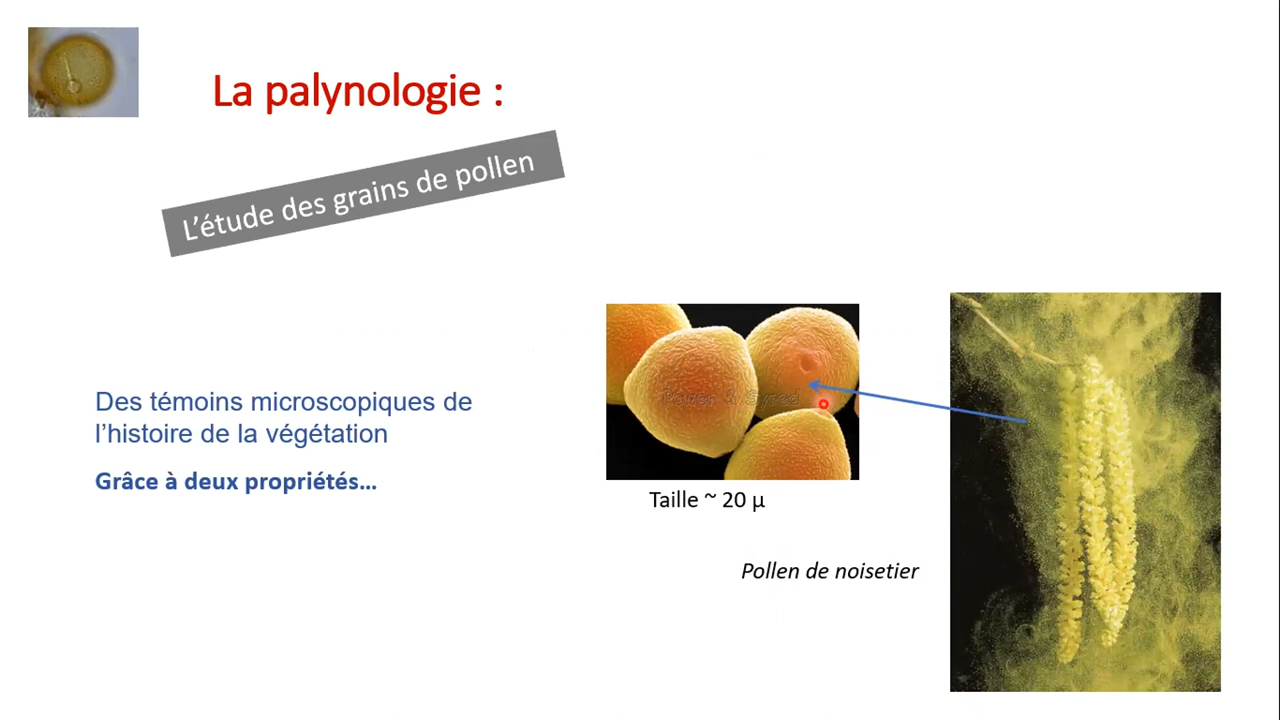 La palynologie :
L’étude des grains de pollen
Des témoins microscopiques de
l’histoire de la végétation
Grâce à deux propriétés…
Taille ~ 20 µ
Pollen de noisetier